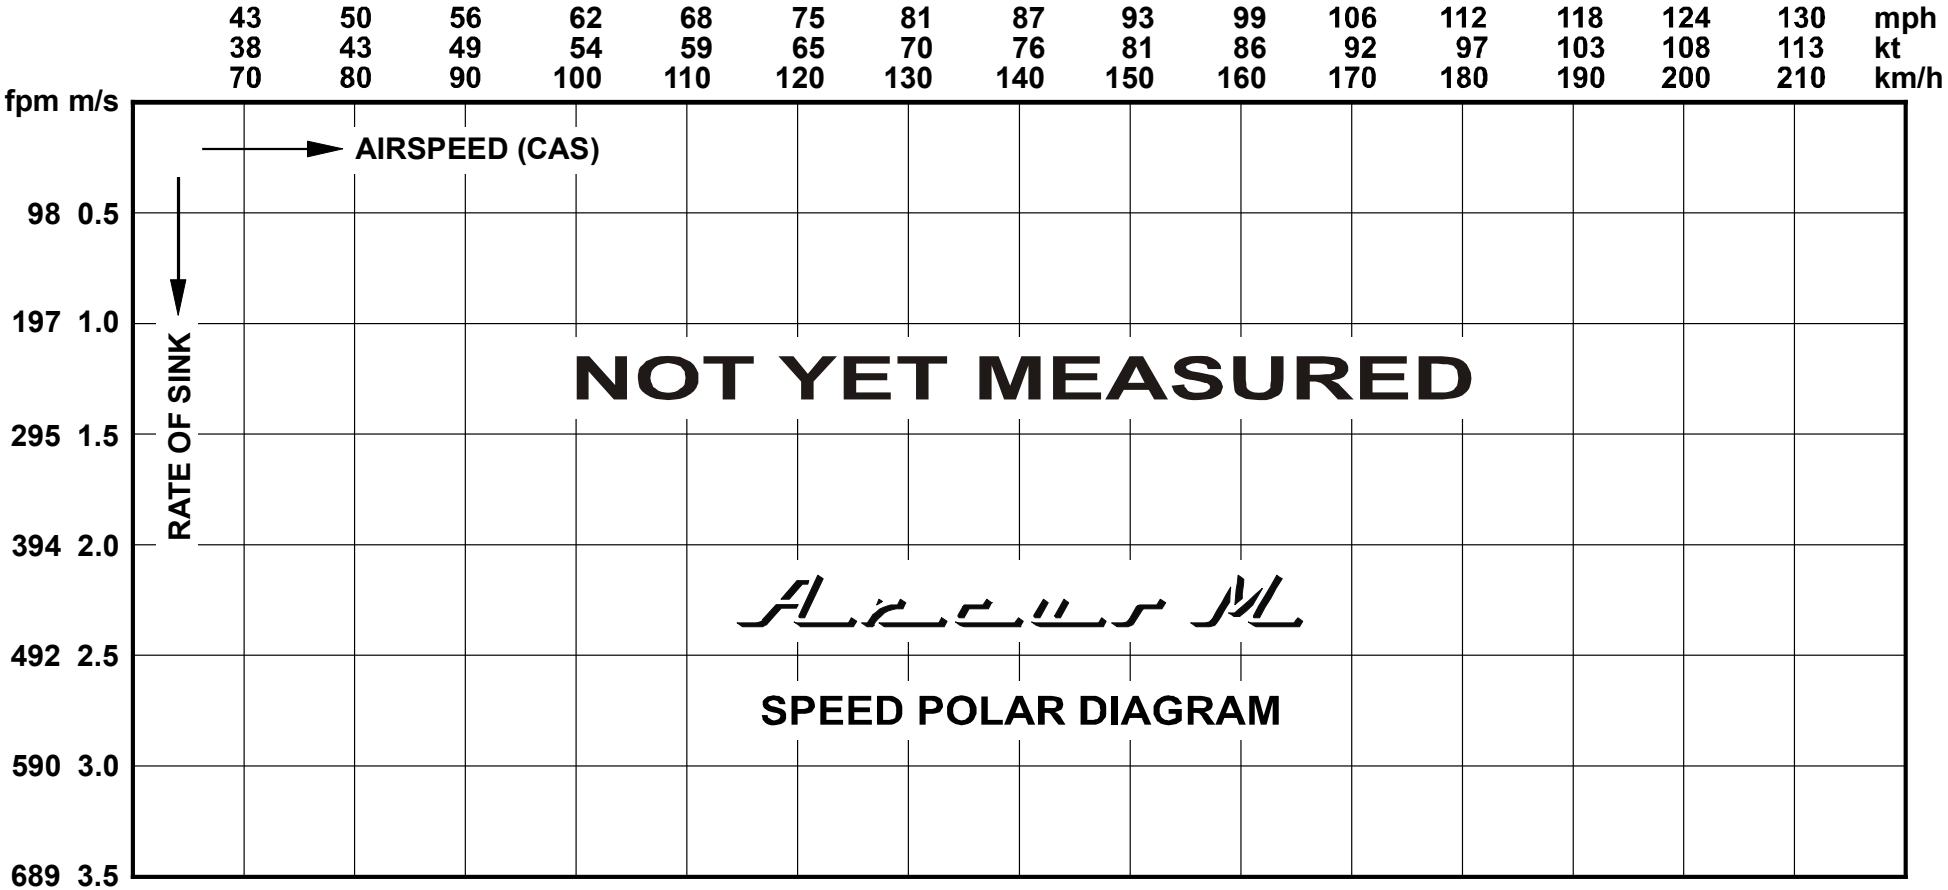 43 50 56 62 68 75 81 87 93 99 106 112 118 124 130 mph
38 43 49 54 59 65 70 76 81 86 92 97 103 108 113 kt
70 80 90 100 110 120 130 140 150 160 170 180 190 200 210 km/h
fpm m/s
AIRSPEED (CAS)
98 0.5
197 1.0
RATE OF SINK
NOT YET MEASURED
295 1.5
394 2.0
Arcus M
492 2.5
SPEED POLAR DIAGRAM
590 3.0
689 3.5